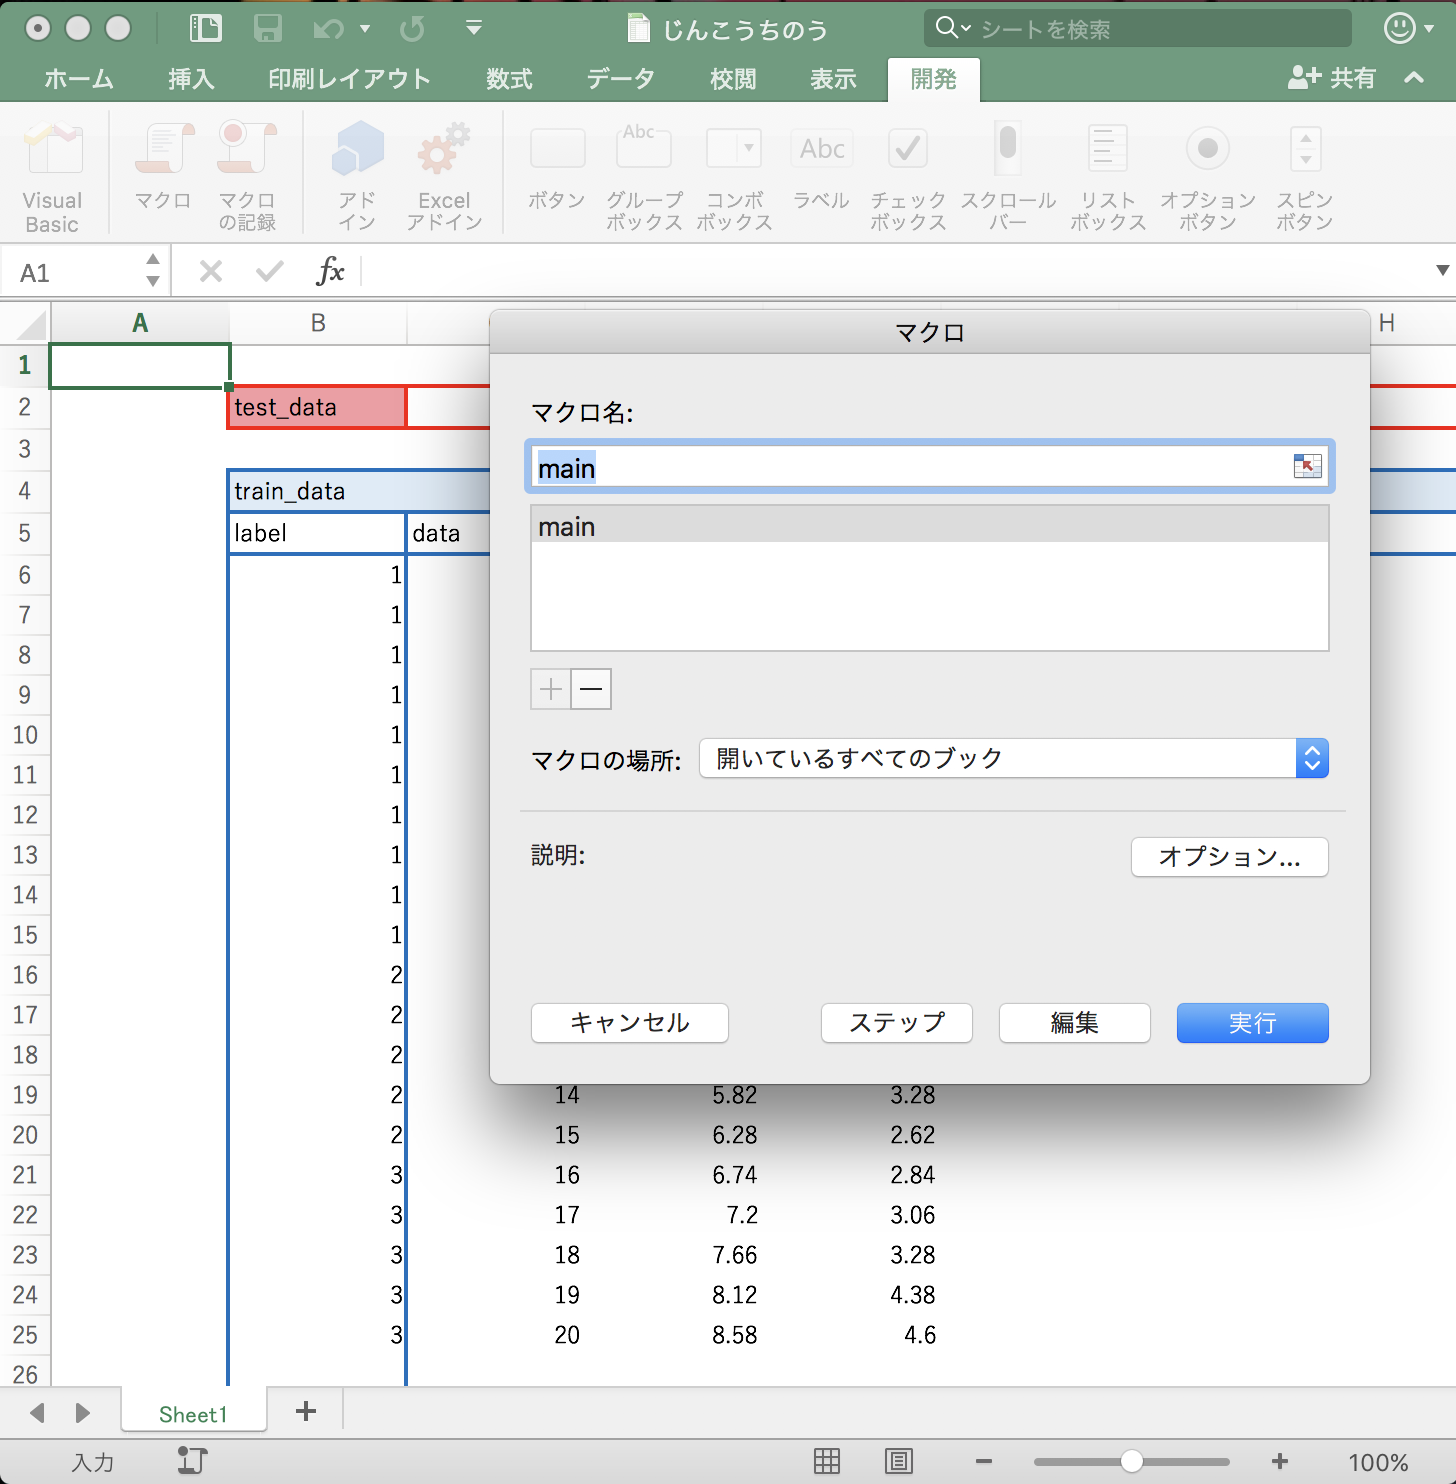 じんこうちのう
シートを検索
ホーム 挿入 印刷レイアウト 数式 データ 校閲 表示 開発 共有
Visual Basic
マクロ
マクロの記録
アドイン
Excel アドイン
ボタン
Abc
グループボックス
コンボボックス
Abc
ラベル
チェックボックス
スクロールバー
リストボックス
オプションボタン
スピンボタン
A1 fx
A B H
マクロ
1
2 test_data
3
4 train_data
5 label data
6 1
7 1
8 1
9 1
10 1
11 1
12 1
13 1
14 1
15 1
16 2
17 2
18 2
19 2 14 5.82 3.28
20 2 15 6.28 2.62
21 3 16 6.74 2.84
22 3 17 7.2 3.06
23 3 18 7.66 3.28
24 3 19 8.12 4.38
25 3 20 8.58 4.6
26
マクロ名:
main
main
マクロの場所: 開いているすべてのブック
説明:
オプション...
キャンセル ステップ 編集 実行
Sheet1
入力 100%